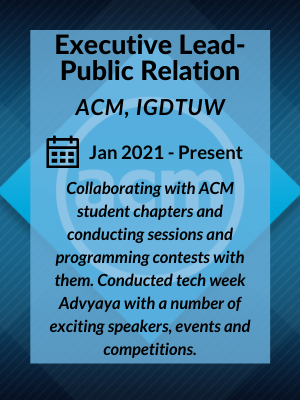 Executive Lead-
Public Relation
ACM, IGDTUW
Jan 2021 - Present
acm
Collaborating with ACM
student chapters and
conducting sessions and
programming contests with
them. Conducted tech week
Advyaya with a number of
exciting speakers, events and
competitions.